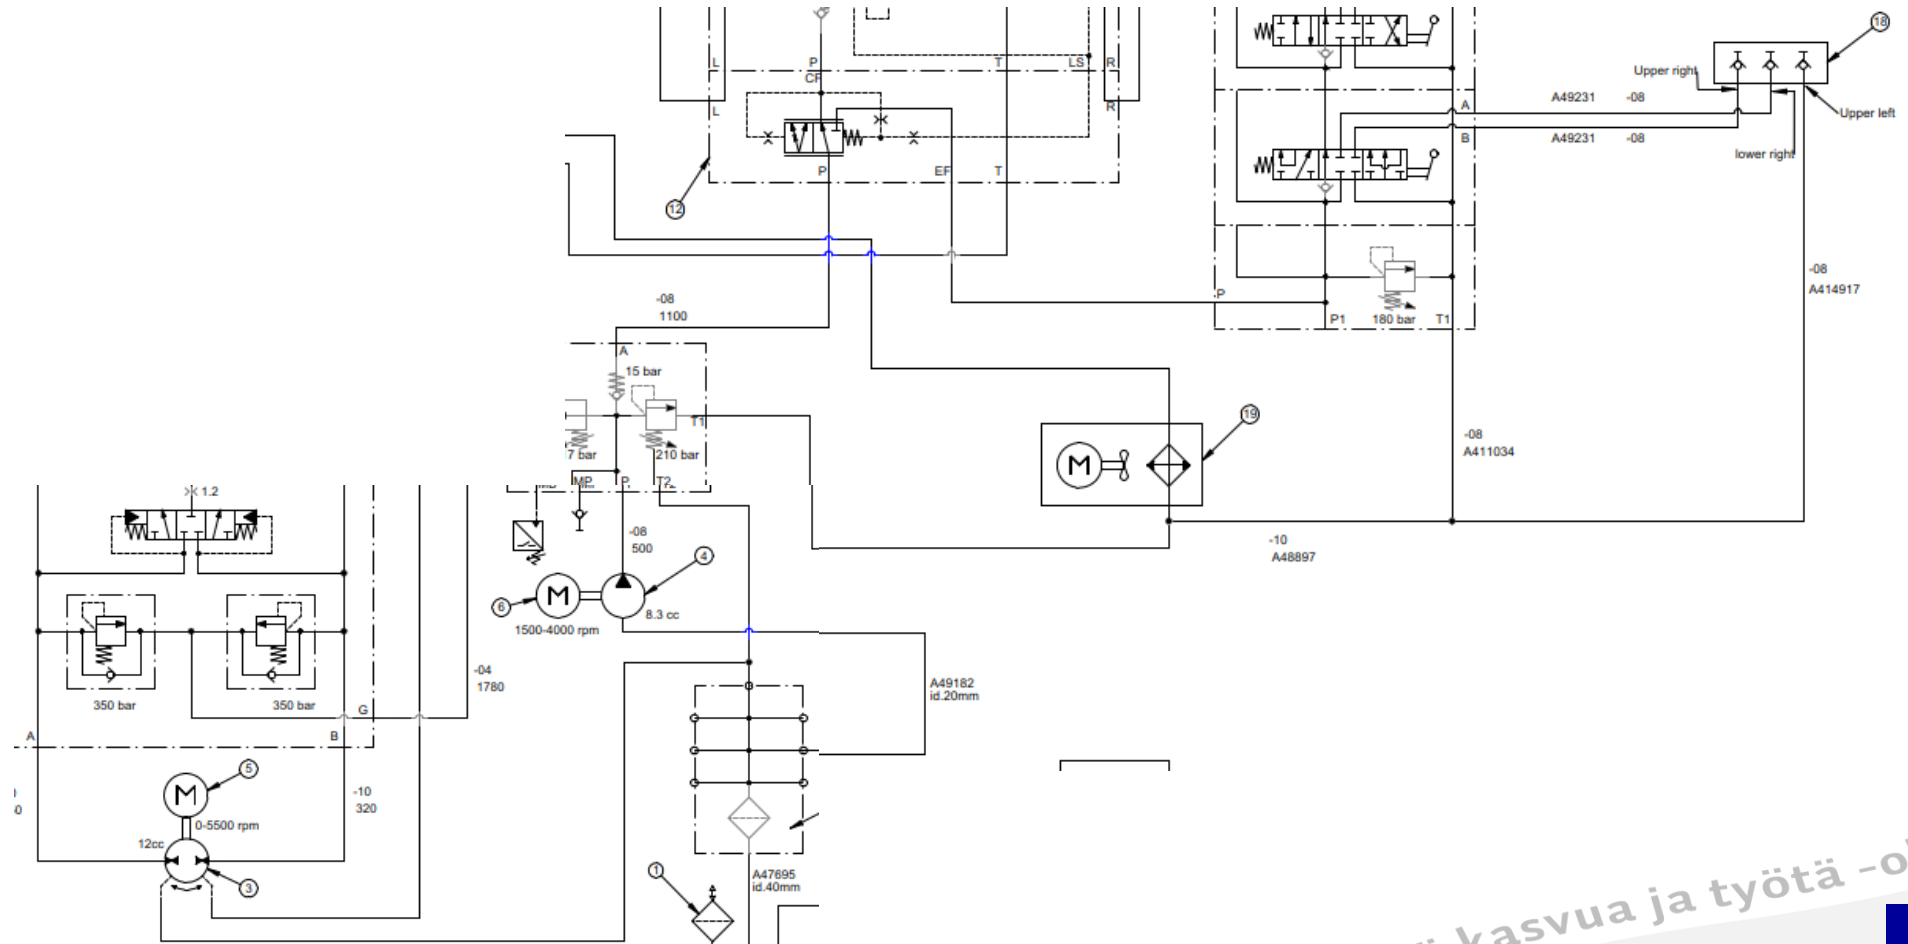 18
L
P
T
LS
R
CF
Upper right
A49231
-08
L
R
A
Upper left
B
A49231
-08
lower right
P
EF
T
12
-08
A414917
P
-08
1100
P1
180 bar
T1
A
15 bar
19
T1
-08
A411034
7 bar
210 bar
MP
P
T2
1.2
-08
500
-10
A48897
4
M
M
6
8.3 cc
1500-4000 rpm
-04
1780
A49182
id.20mm
350 bar
350 bar
G
A
B
5
M
-10
320
0-5500 rpm
12cc
3
1
A47695
id.40mm
kasvua ja työtä -o